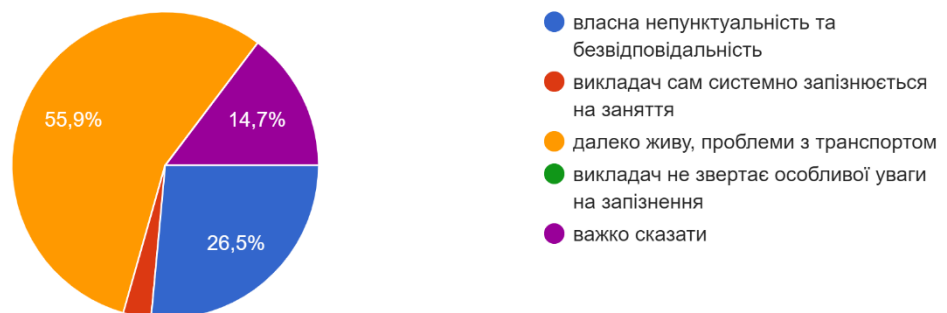 55,9%
14,7%
26,5%
власна непунктуальність та
безвідповідальність
викладач сам системно запізнюється
на заняття
далеко живу, проблеми з транспортом
викладач не звертає особливої уваги
на запізнення
важко сказати